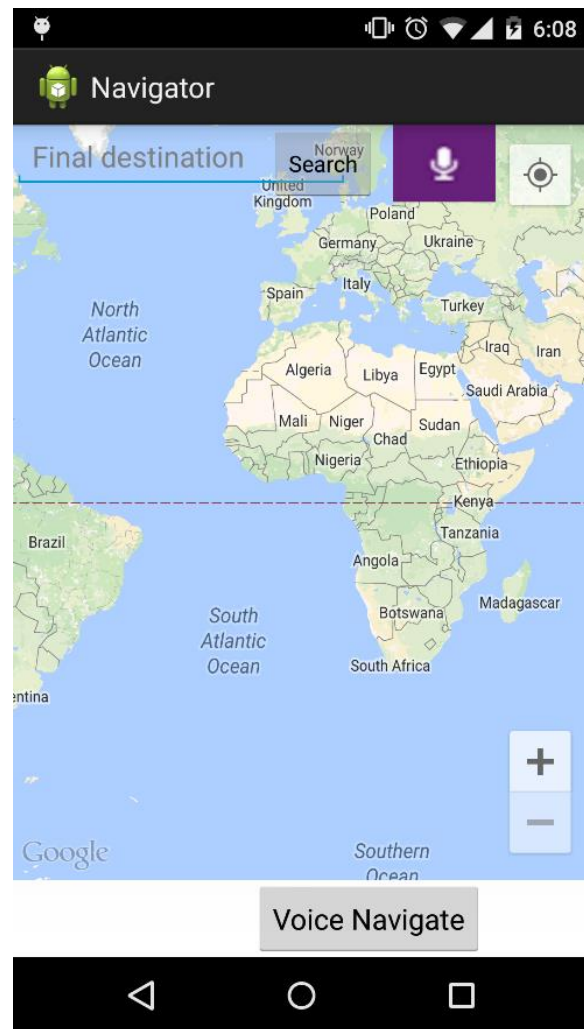 6:08
Navigator
Final destination
Search
Norway
United
Kingdom
Poland
Germany
Ukraine
Italy
Spain
Turkey
North
Atlantic
Ocean
Iraq
Iran
Algeria
Libya
Egypt
Saudi Arabia
Mali
Niger
Chad
Sudan
Nigeria
Ethiopia
Kenya
Brazil
Tanzania
Angola
Botswana
Madagascar
South
Atlantic
Ocean
South Africa
entina
Google
Southern
Ocean
Voice Navigate